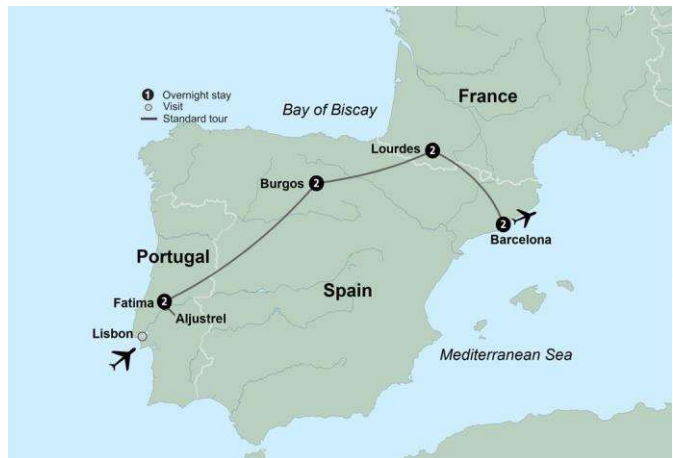 1 Overnight stay
Visit
Standard tour
Bay of Biscay
France
Lourdes 2
Burgos 2
2
Barcelona
Portugal
Spain
Fatima 2
Aljustrel
Lisbon
Mediterranean Sea